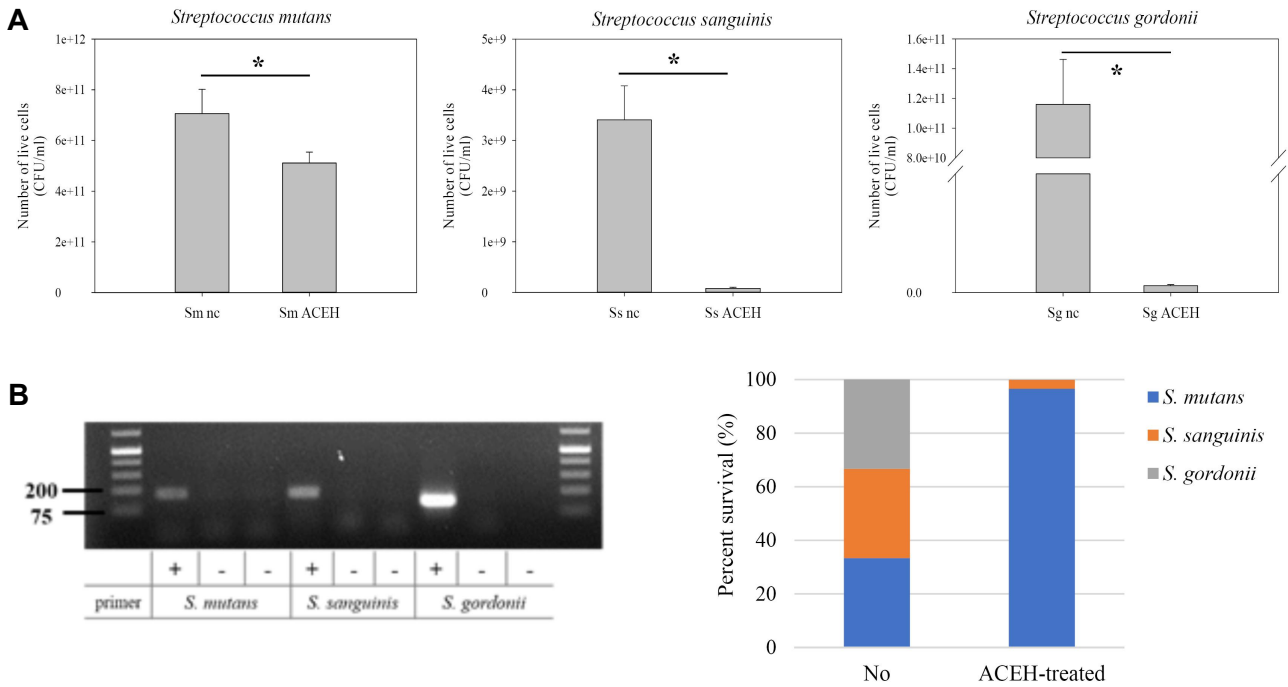 A
Streptococcus mutans
Number of live cells
(CFU/ml)
1e+12
8e+11
6e+11
4e+11
2e+11
0
*
Sm nc Sm ACEH
Streptococcus sanguinis
Number of live cells
(CFU/ml)
5e+9
4e+9
3e+9
2e+9
1e+9
0
*
Ss nc Ss ACEH
Streptococcus gordonii
Number of live cells
(CFU/ml)
1.6e+11
1.4e+11
1.2e+11
1.0e+11
8.0e+10
0.0
*
Sg nc Sg ACEH
B
200
75
+ - - + - - + - -
primer S. mutans S. sanguinis S. gordonii
Percent survival (%)
100
80
60
40
20
0
No ACEH-treated
S. mutans
S. sanguinis
S. gordonii